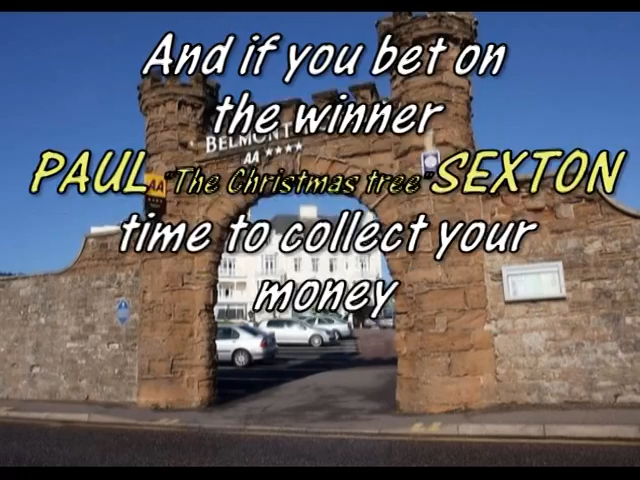 And if you bet on
the winner
BELMONT
AA ★★★★
PAUL "The Christmas tree" SEXTON
AA
time to collect your
money